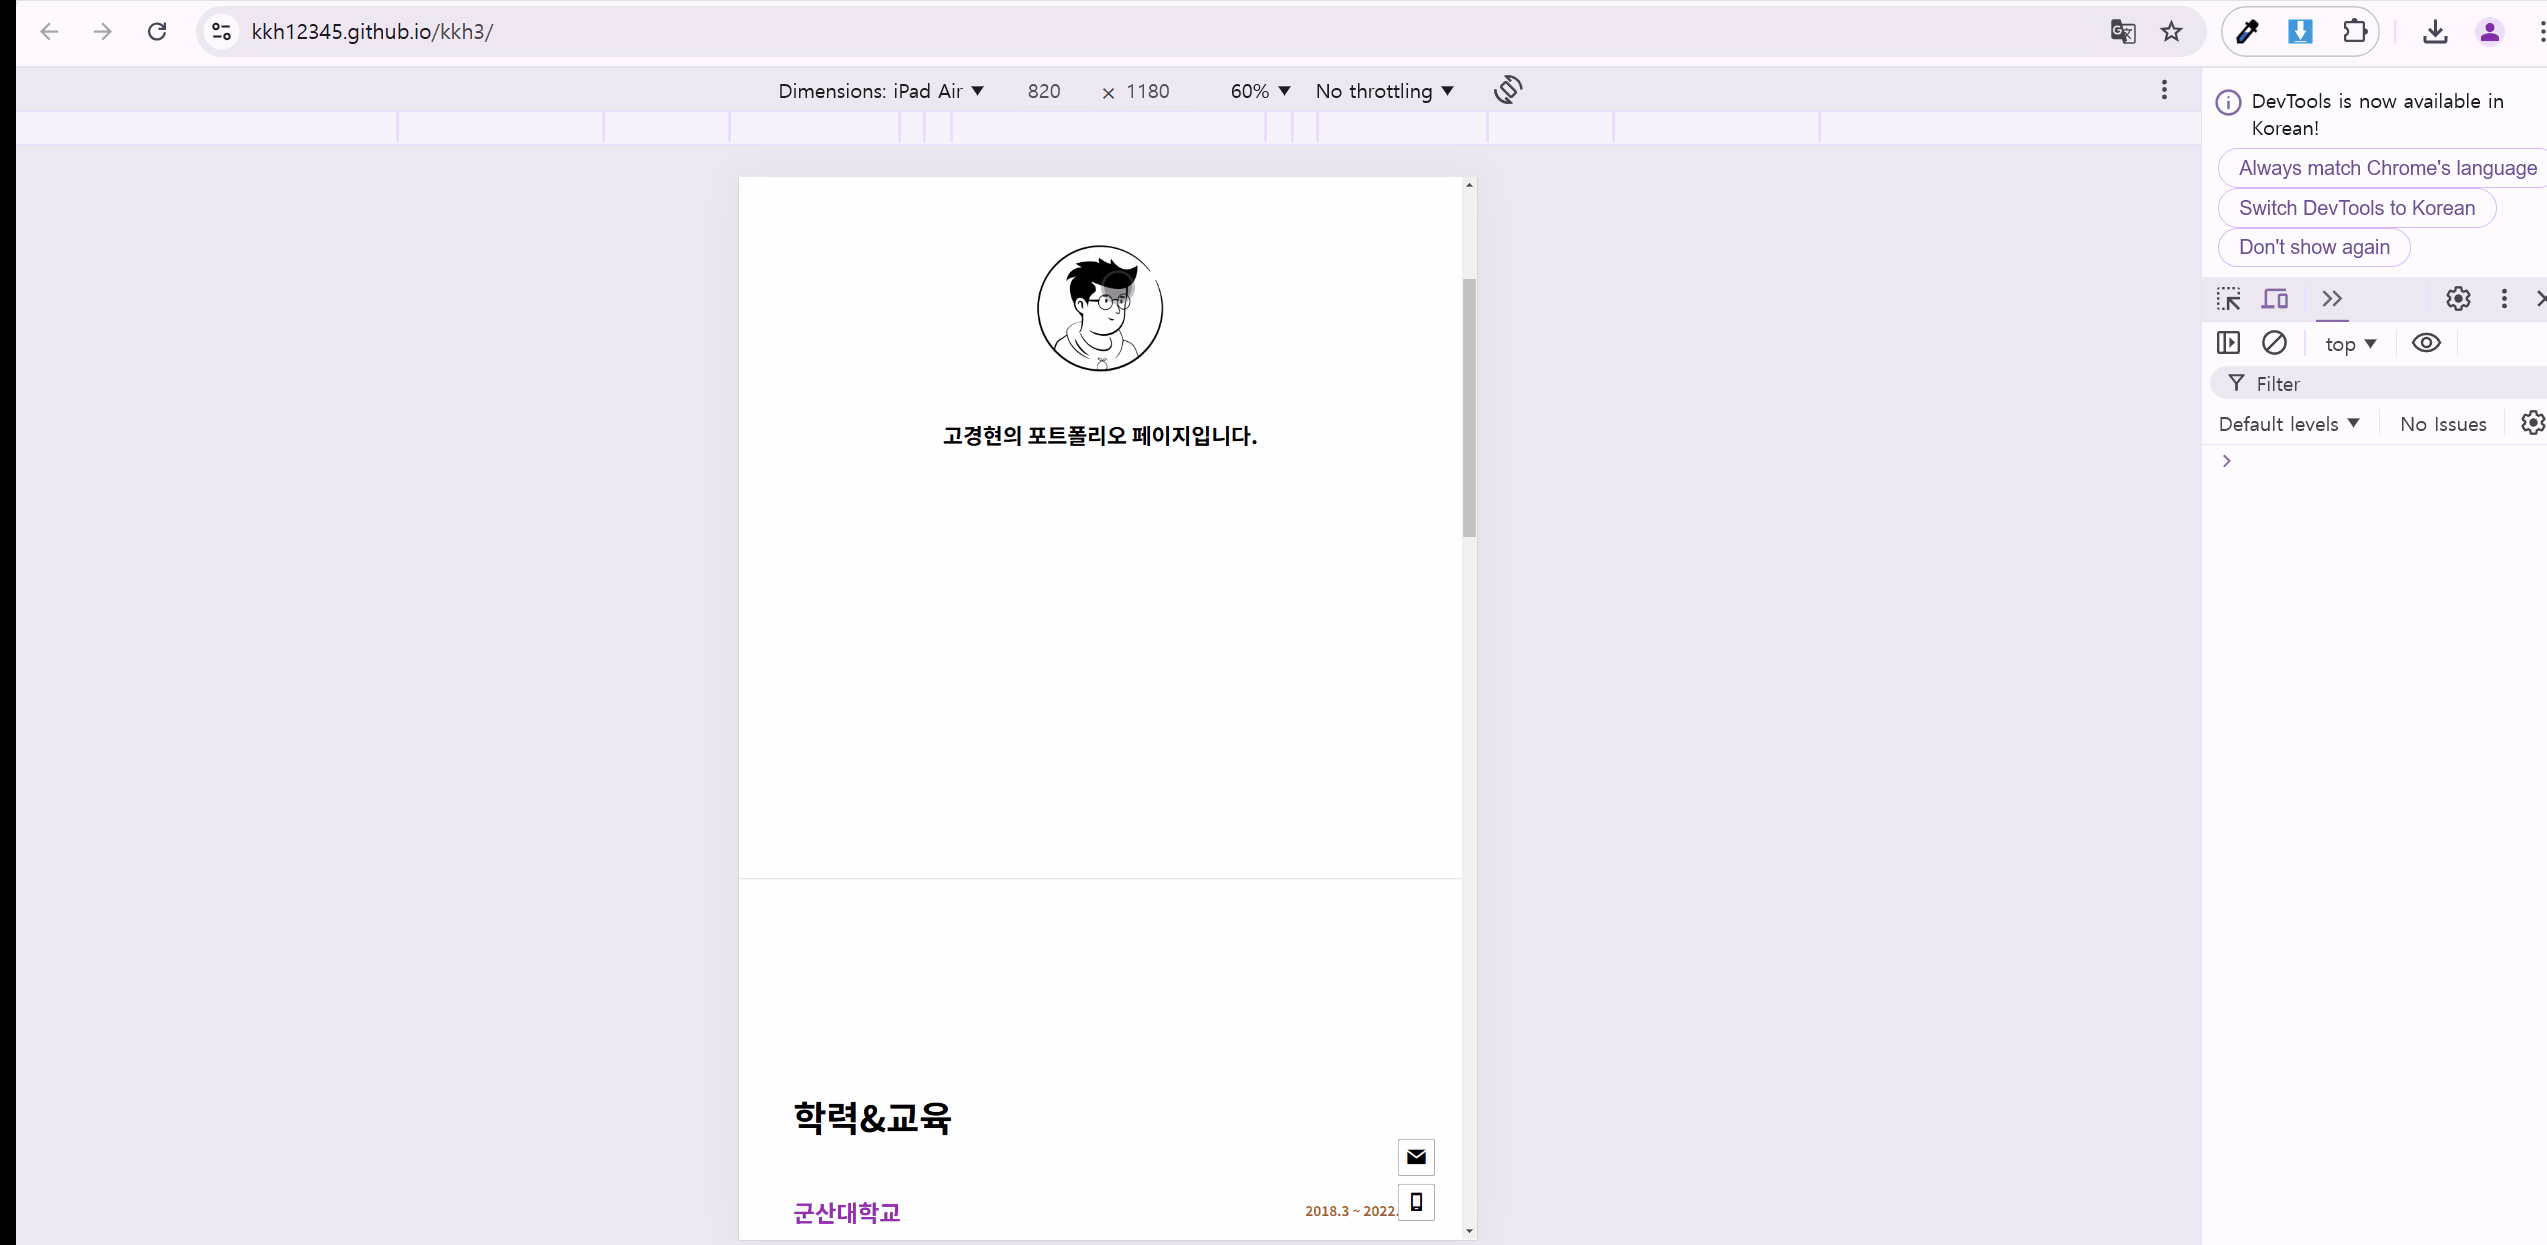 kkh12345.github.io/kkh3/
Dimensions: iPad Air 820 × 1180 60% No throttling
DevTools is now available in
Korean!
Always match Chrome's language
Switch DevTools to Korean
Don't show again
top
Filter
Default levels No Issues
고경현의 포트폴리오 페이지입니다.
학력&교육
군산대학교 2018.3 ~ 2022.